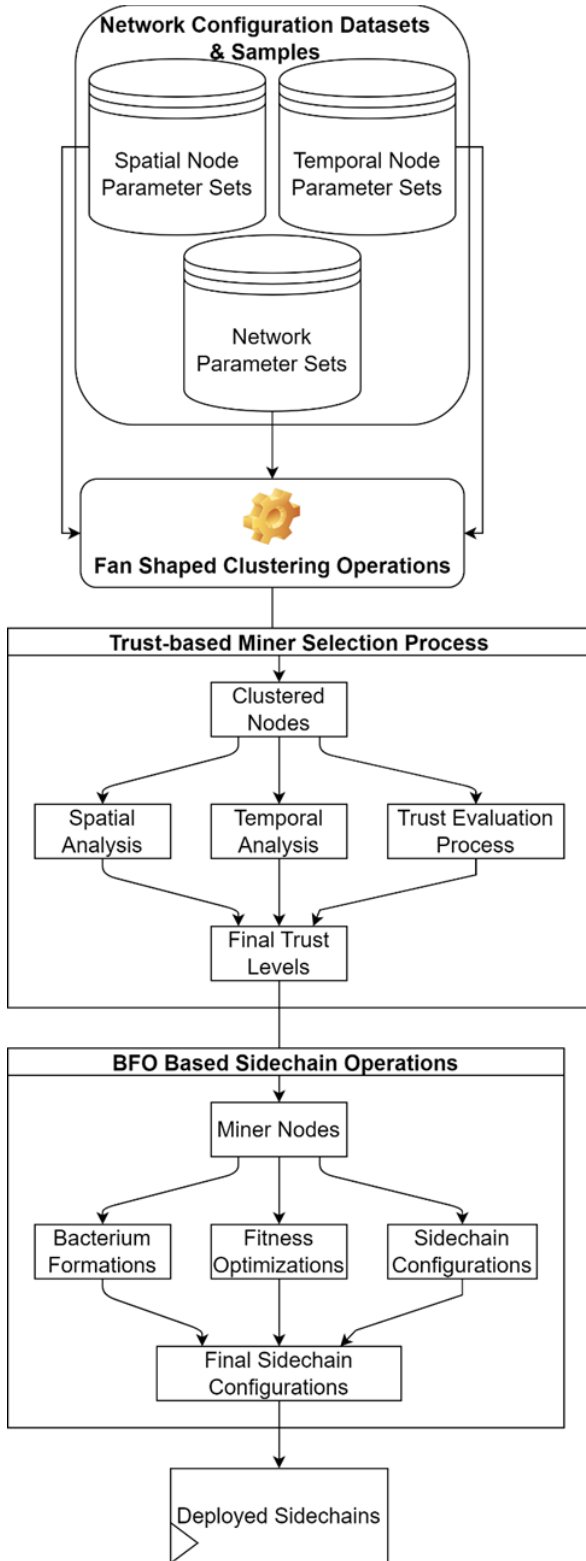 Network Configuration Datasets
& Samples
Spatial Node
Parameter Sets
Temporal Node
Parameter Sets
Network
Parameter Sets
Fan Shaped Clustering Operations
Trust-based Miner Selection Process
Clustered
Nodes
Spatial
Analysis
Temporal
Analysis
Trust Evaluation
Process
Final Trust
Levels
BFO Based Sidechain Operations
Miner Nodes
Bacterium
Formations
Fitness
Optimizations
Sidechain
Configurations
Final Sidechain
Configurations
Deployed Sidechains